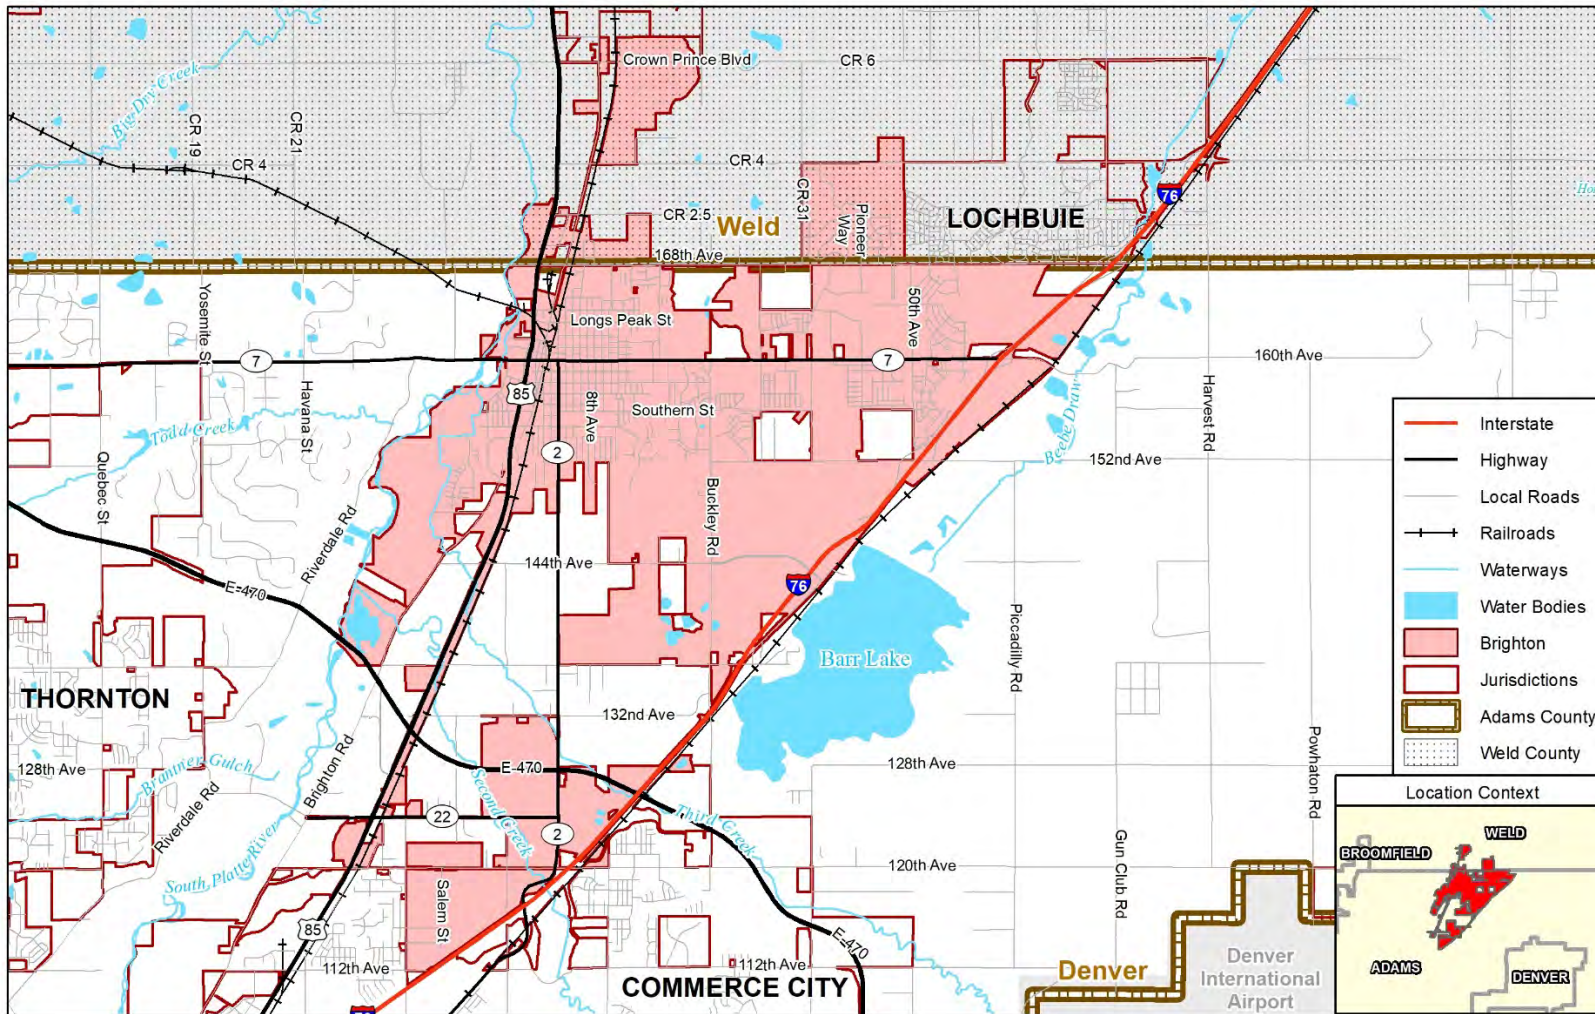 Crown Prince Blvd
CR 6
Big Dry Creek
CR 19
CR 21
CR 4
CR 4
CR 31
Pioneer
Way
CR 2.5
Weld
LOCHBUIE
76
168th Ave
Yosemite St
Longs Peak St
50th Ave
7
7
160th Ave
85
Havana St
8th Ave
Southern St
Todd Creek
2
Beebe Draw
Harvest Rd
152nd Ave
Quebec St
Riverdale Rd
Buckley Rd
144th Ave
E-470
76
Barr Lake
Piccadilly Rd
THORNTON
132nd Ave
Powhaton Rd
128th Ave
Brantner Gulch
Brighton Rd
E-470
128th Ave
Riverdale Rd
22
Second Creek
2
Third Creek
South Platte River
120th Ave
Gun Club Rd
Salem St
85
112th Ave
E-470
112th Ave
COMMERCE CITY
Denver
Denver
International
Airport
Interstate
Highway
Local Roads
Railroads
Waterways
Water Bodies
Brighton
Jurisdictions
Adams County
Weld County
Location Context
WELD
BROOMFIELD
ADAMS
DENVER